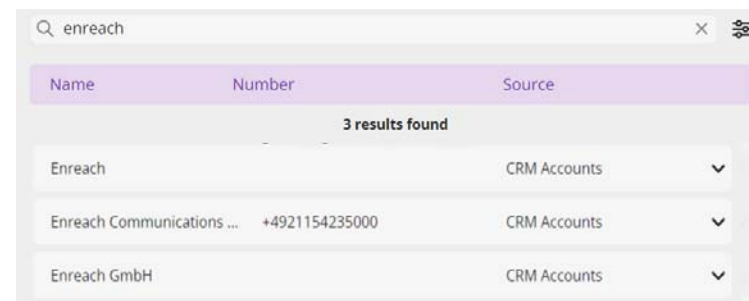 enreach
Name Number Source
3 results found
Enreach CRM Accounts
Enreach Communications ... +4921154235000 CRM Accounts
Enreach GmbH CRM Accounts